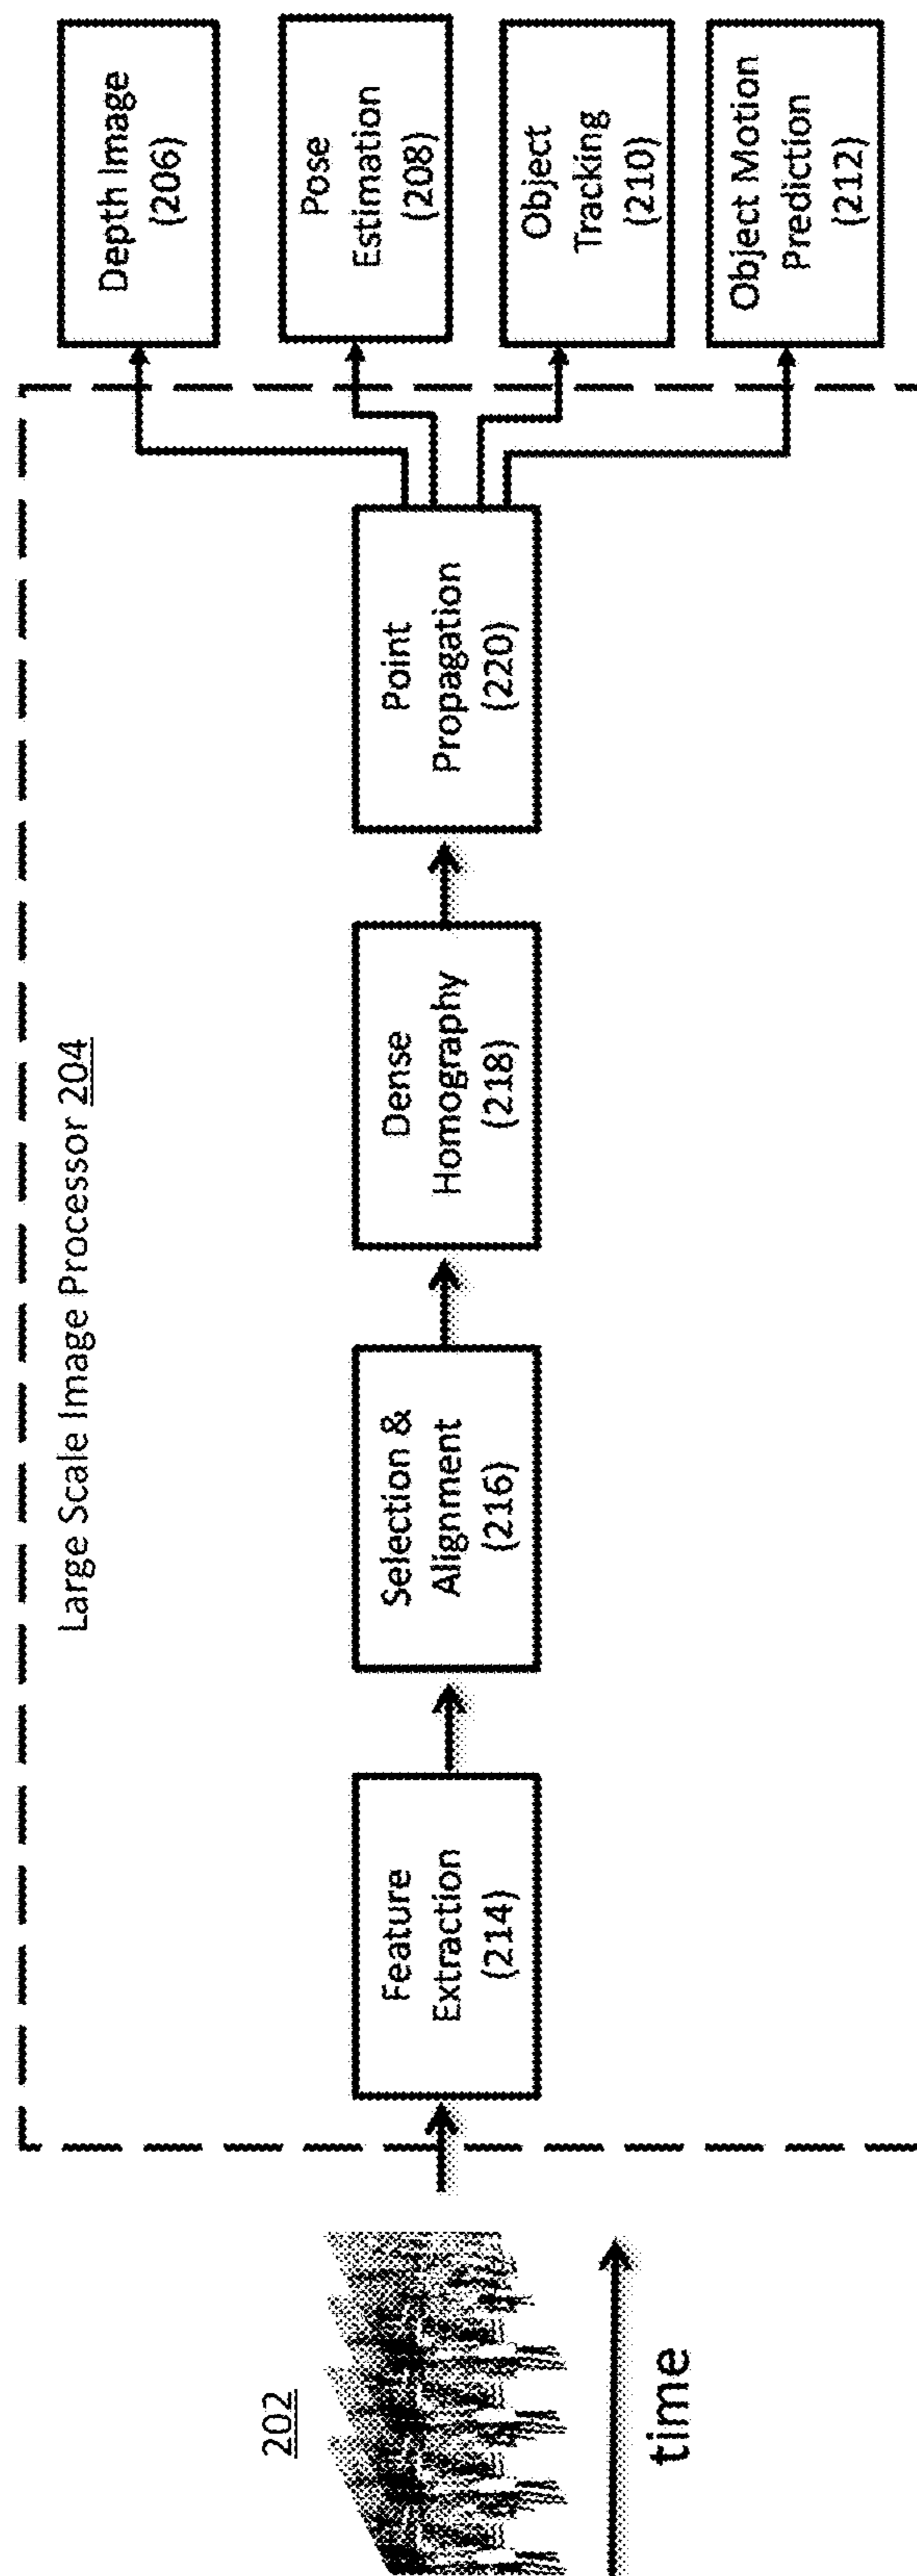 202
time
Large Scale Image Processor 204
Feature
Extraction
(214)
Selection &
Alignment
(216)
Dense
Homography
(218)
Point
Propagation
(220)
Depth Image
(206)
Pose
Estimation
(208)
Object
Tracking
(210)
Object Motion
Prediction
(212)